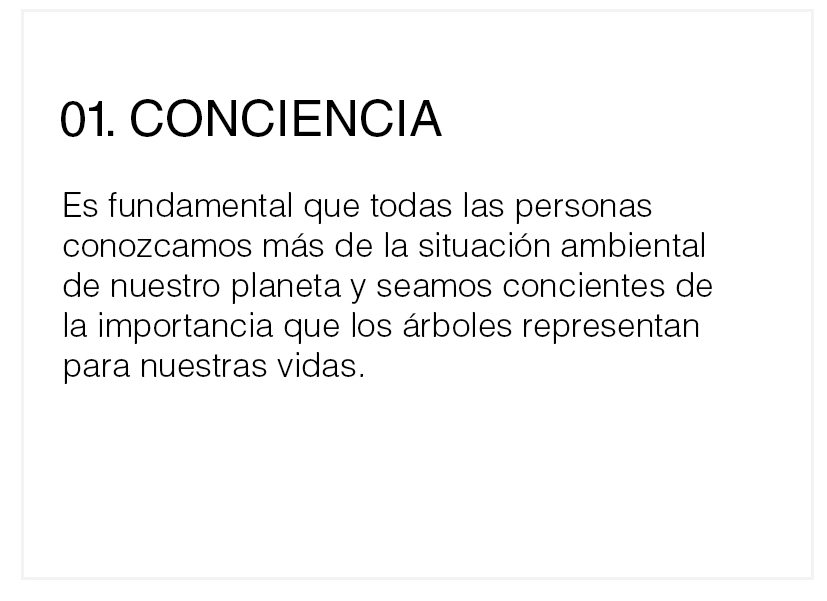 01. CONCIENCIA
Es fundamental que todas las personas
conozcamos más de la situación ambiental
de nuestro planeta y seamos concientes de
la importancia que los árboles representan
para nuestras vidas.